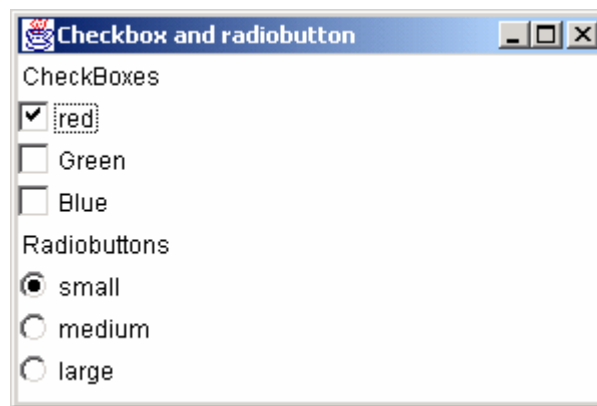 Checkbox and radiobutton
CheckBoxes
red
Green
Blue
Radiobuttons
small
medium
large